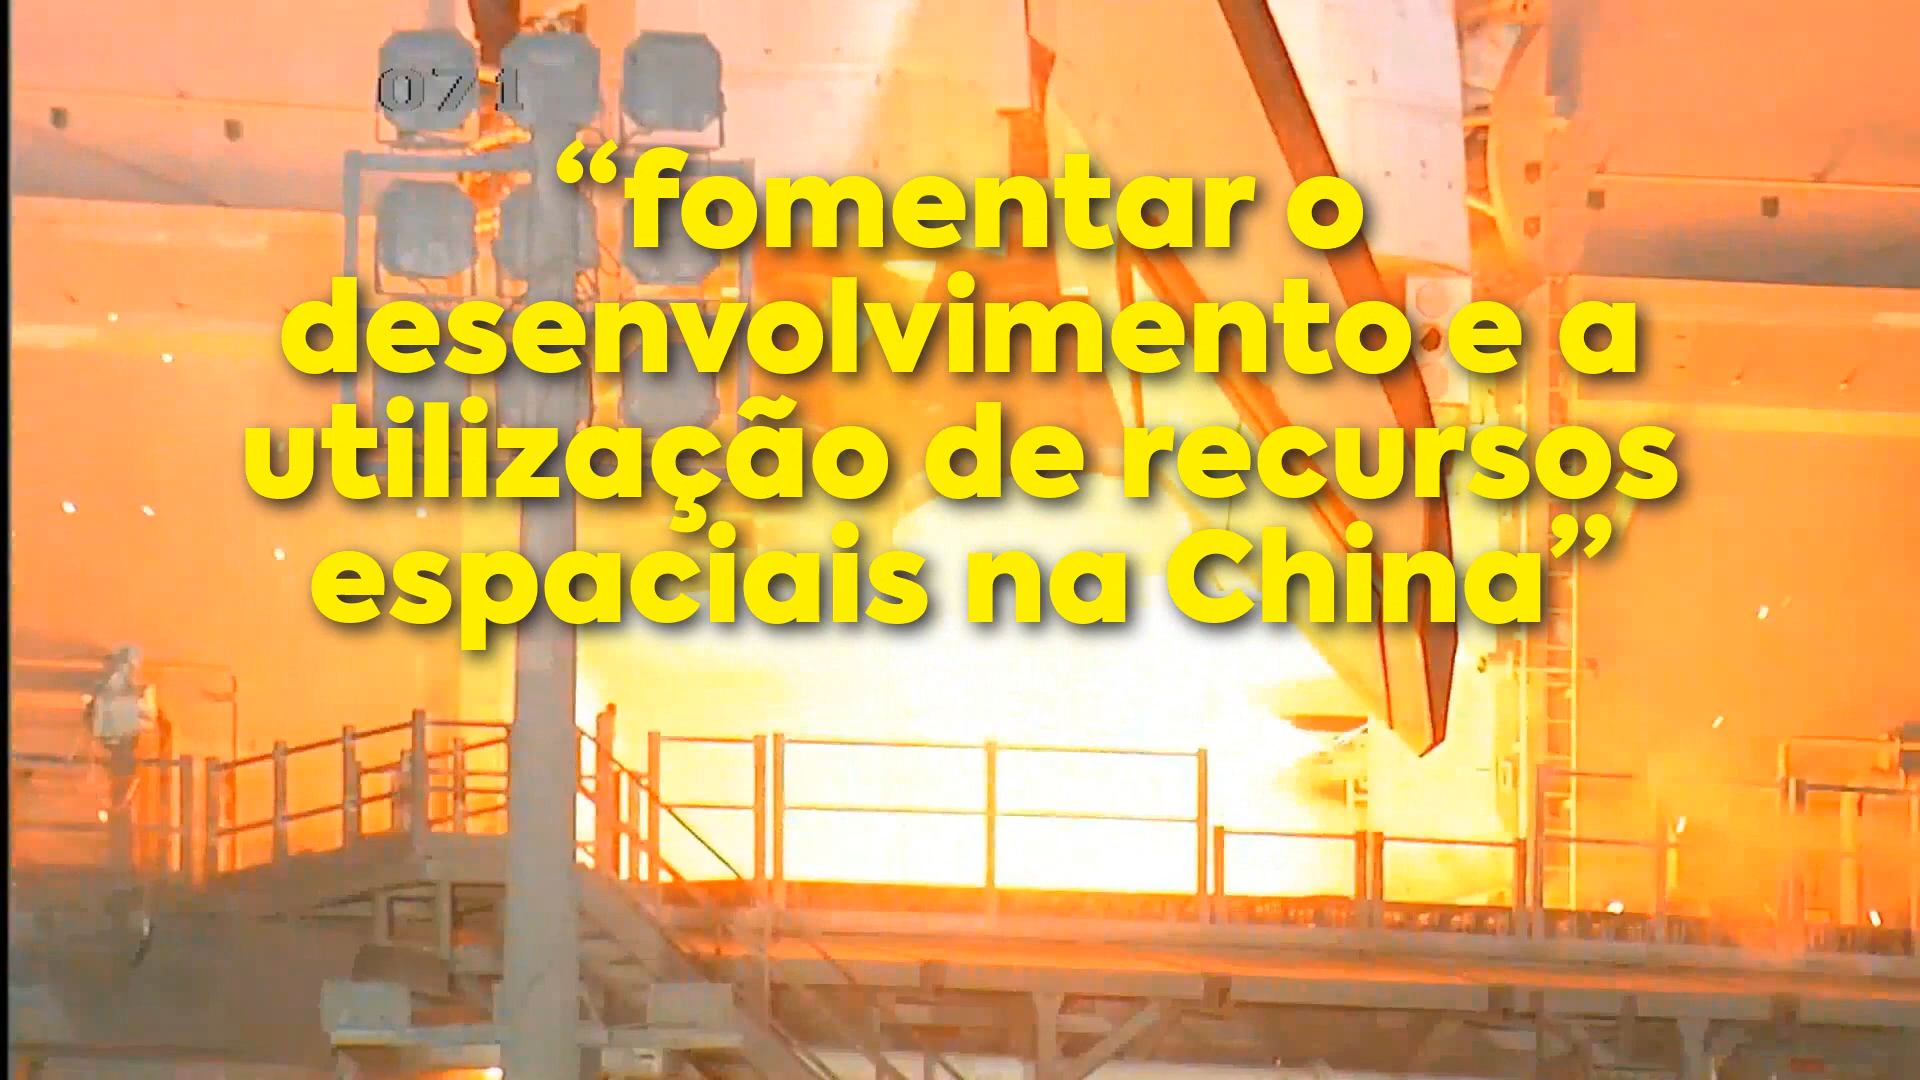 071
“fomentar o
desenvolvimento e a
utilização de recursos
espaciais na China”